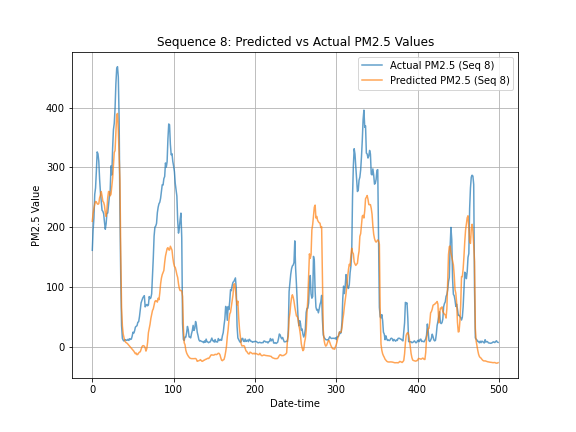 Sequence 8: Predicted vs Actual PM2.5 Values
Actual PM2.5 (Seq 8)
Predicted PM2.5 (Seq 8)
PM2.5 Value
400
300
200
100
0
0 100 200 300 400 500
Date-time